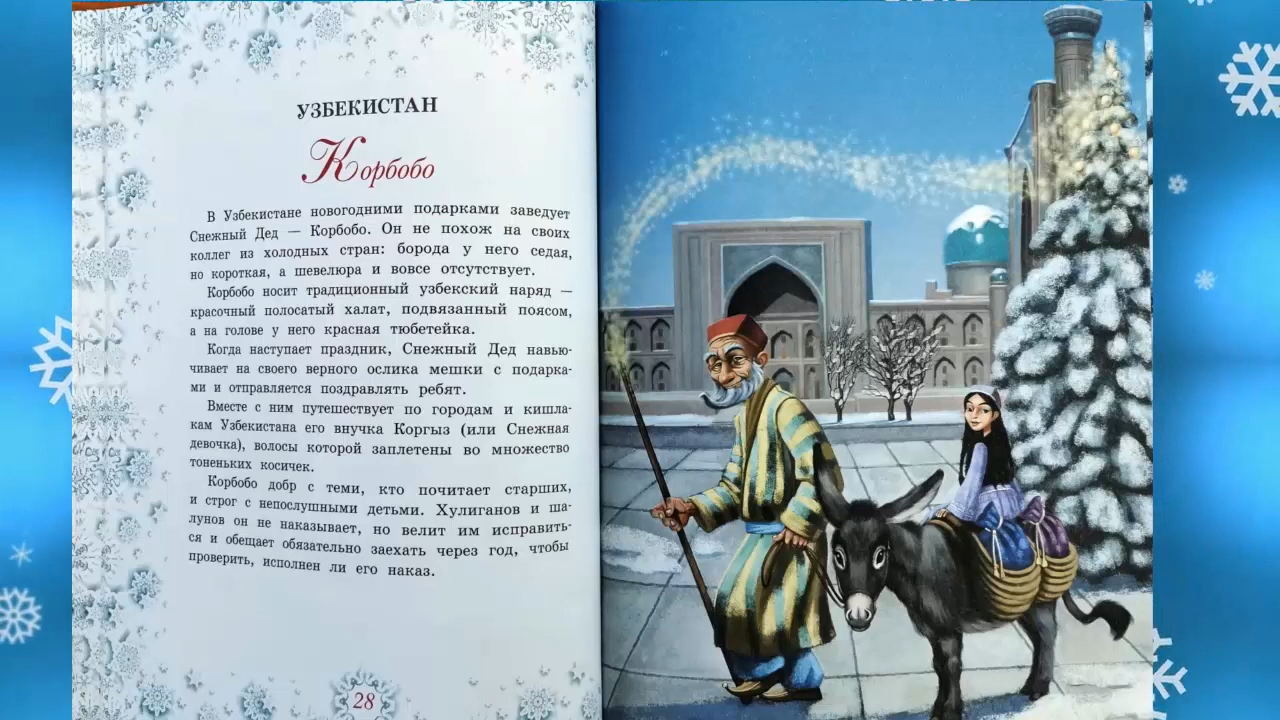 УЗБЕКИСТАН
Корбобо
В Узбекистане новогодними подарками заведует
Снежный Дед — Корбобо. Он не похож на своих
коллег из холодных стран: борода у него седая,
но короткая, а шевелюра и вовсе отсутствует.
Корбобо носит традиционный узбекский наряд —
красочный полосатый халат, подвязанный поясом,
а на голове у него красная тюбетейка.
Когда наступает праздник, Снежный Дед навью-
чивает на своего верного ослика мешки с подарка-
ми и отправляется поздравлять ребят.
Вместе с ним путешествует по городам и кишла-
кам Узбекистана его внучка Коргыз (или Снежная
девочка), волосы которой заплетены во множество
тоненьких косичек.
Корбобо добр с теми, кто почитает старших,
и строг с непослушными детьми. Хулиганов и ша-
лунов он не наказывает, но велит им исправить-
ся и обещает обязательно заехать через год, чтобы
проверить, исполнен ли его наказ.
28